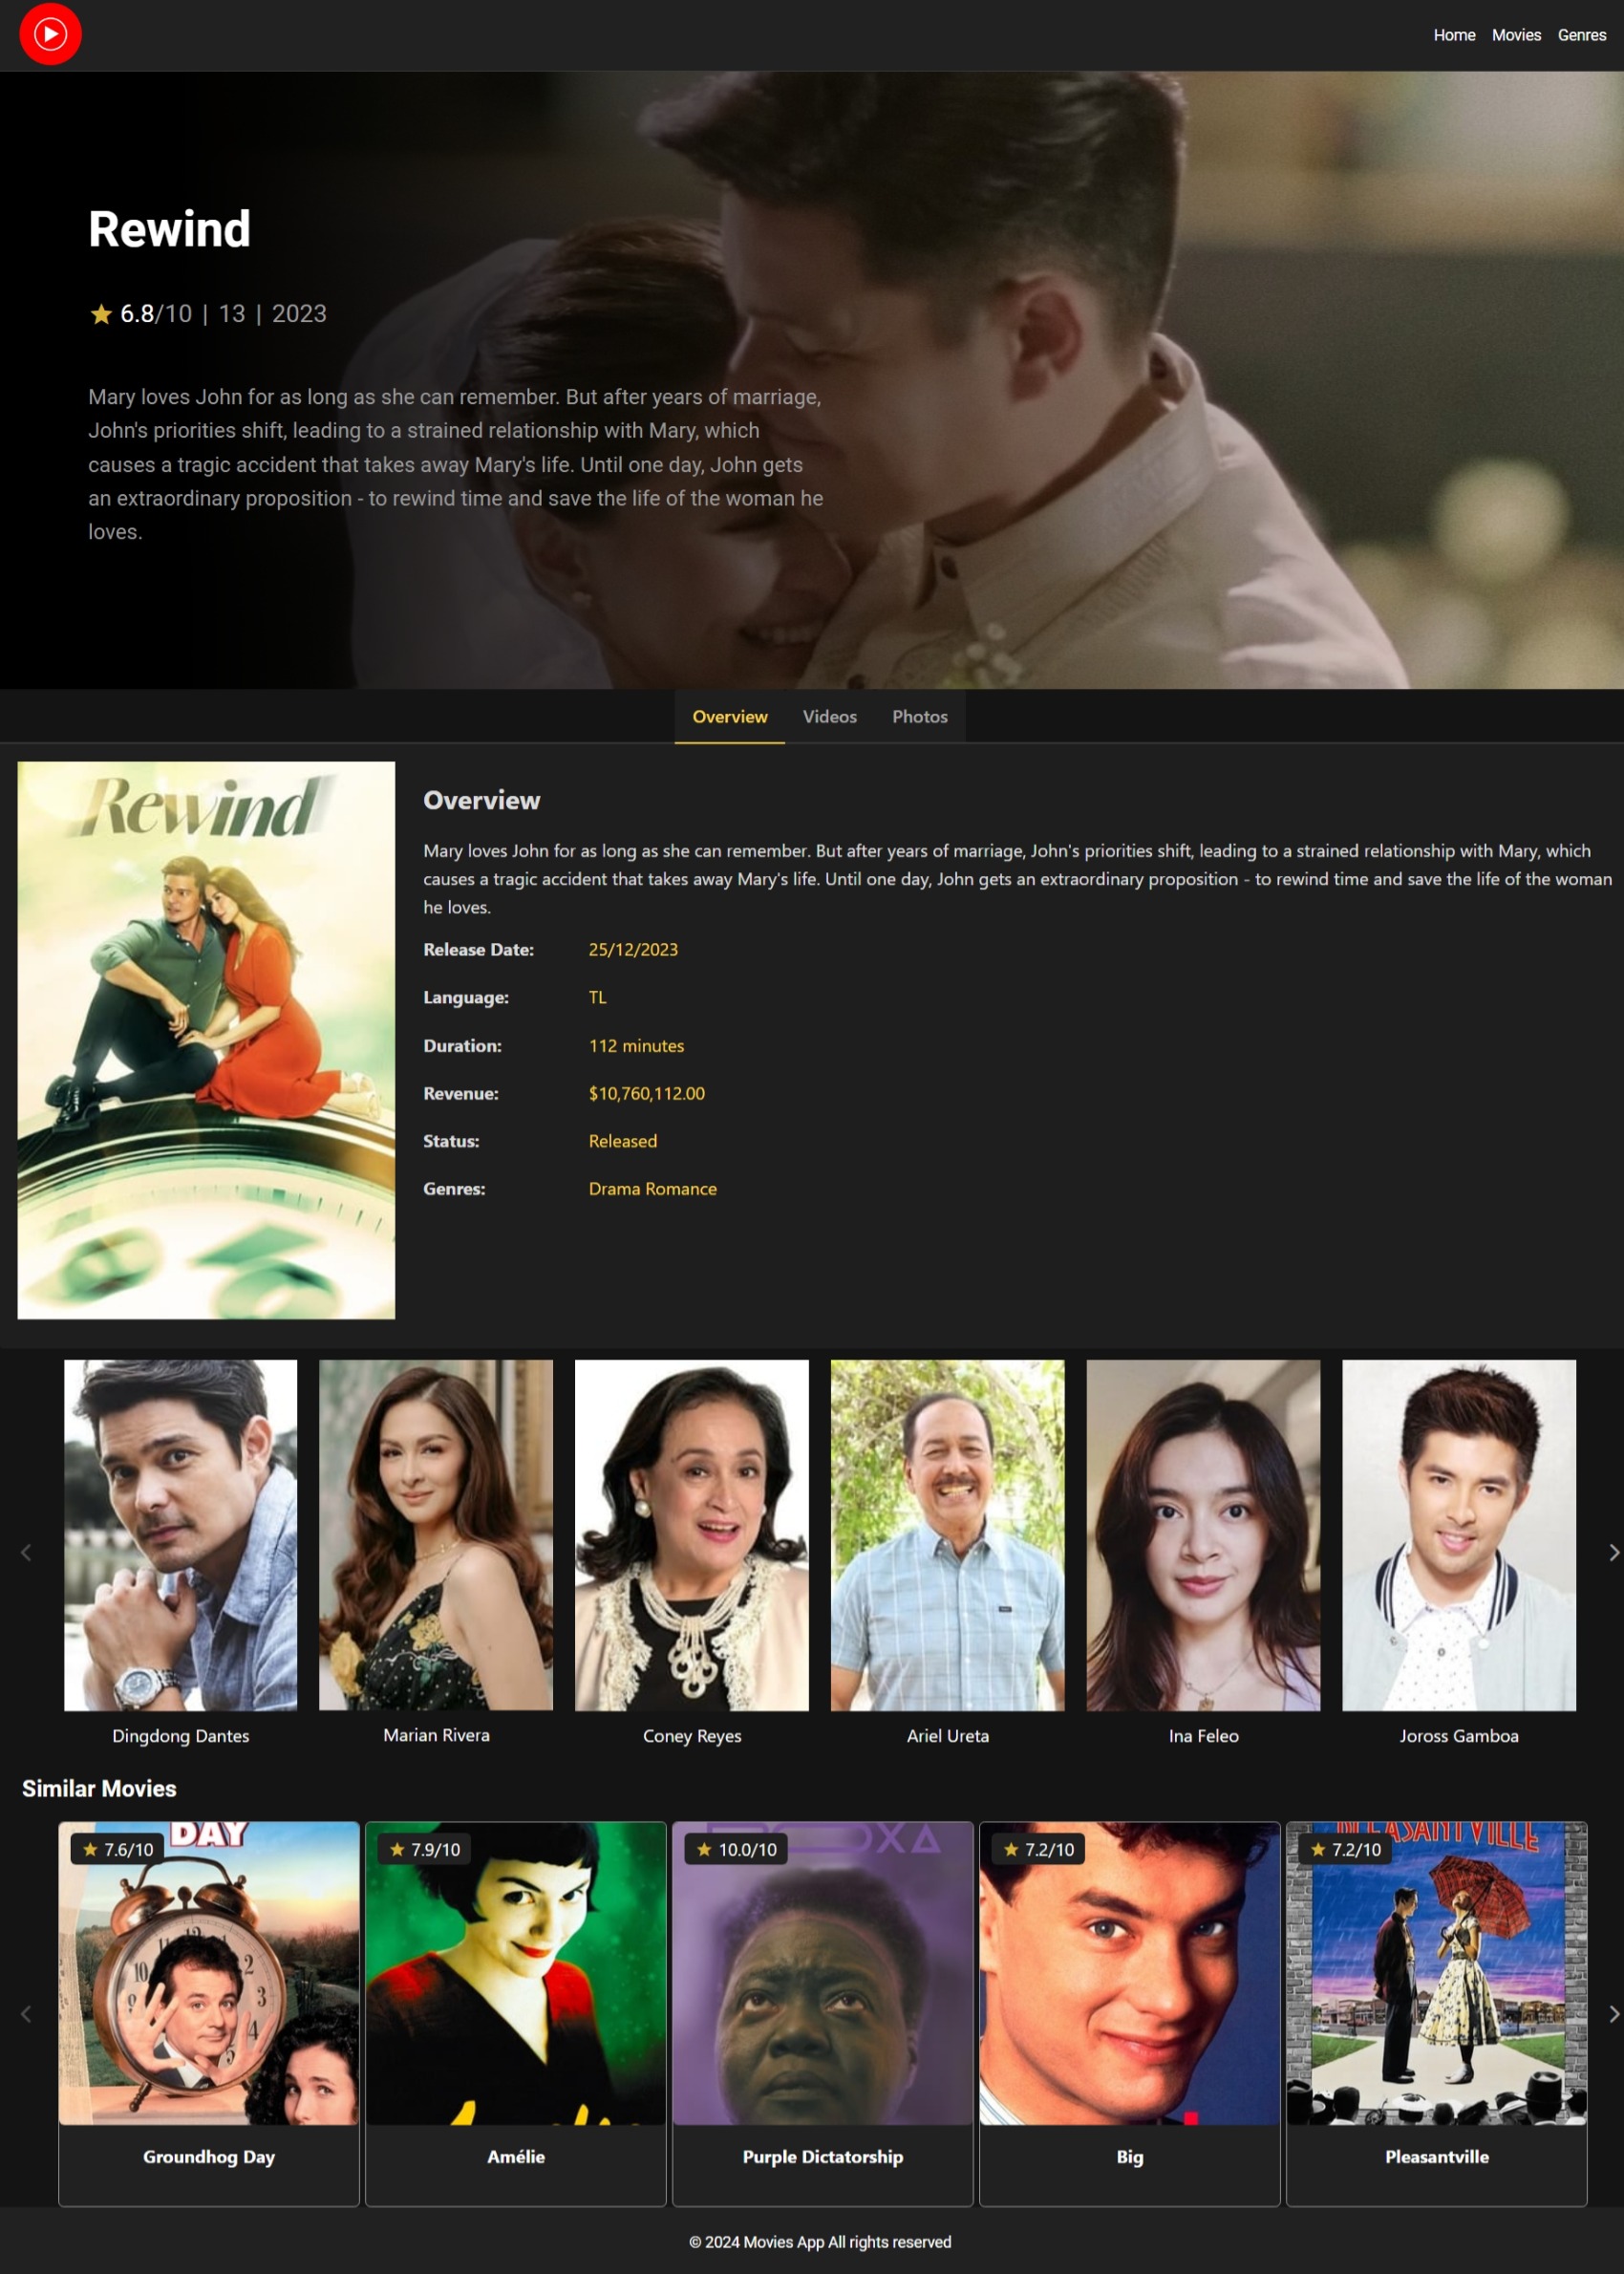 Home Movies Genres
Rewind
6.8/10 | 13 | 2023
Mary loves John for as long as she can remember. But after years of marriage,
John's priorities shift, leading to a strained relationship with Mary, which
causes a tragic accident that takes away Mary's life. Until one day, John gets
an extraordinary proposition - to rewind time and save the life of the woman he
loves.
Overview Videos Photos
Rewind
Overview
Mary loves John for as long as she can remember. But after years of marriage, John's priorities shift, leading to a strained relationship with Mary, which
causes a tragic accident that takes away Mary's life. Until one day, John gets an extraordinary proposition - to rewind time and save the life of the woman
he loves.
Release Date: 25/12/2023
Language: TL
Duration: 112 minutes
Revenue: $10,760,112.00
Status: Released
Genres: Drama Romance
Dingdong Dantes
Marian Rivera
Coney Reyes
Ariel Ureta
Ina Feleo
Joross Gamboa
Similar Movies
DAY
7.6/10
12
10 2
9 3
4
5
7.9/10
10.0/10
7.2/10
PLEASANTVILLE
7.2/10
Groundhog Day
Amélie
Purple Dictatorship
Big
Pleasantville
© 2024 Movies App All rights reserved